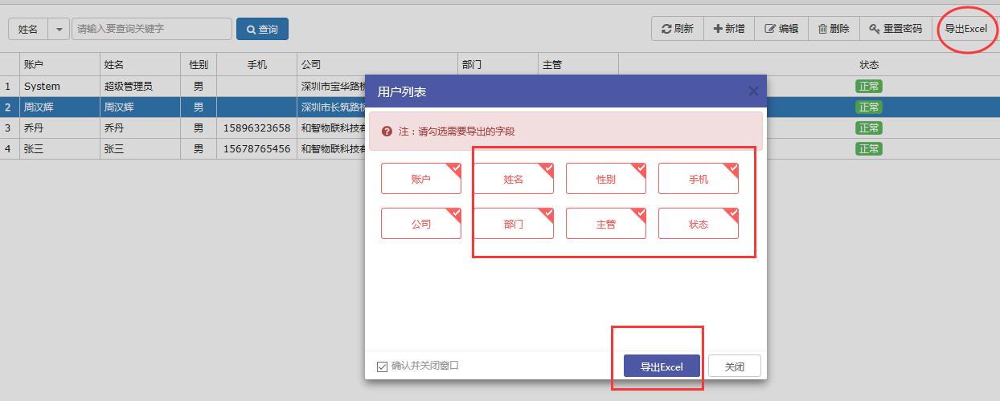 姓名 请输入要查询关键字 查询 刷新 新增 编辑 删除 重置密码 导出Excel
账户 姓名 性别 手机 公司 部门 主管 状态
1 System 超级管理员 男 深圳市宝华路 正常
2 周汉辉 周汉辉 男 深圳市长筑路 正常
3 乔丹 乔丹 男 15896323658 和智物联科技 正常
4 张三 张三 男 15678765456 和智物联科技 正常
用户列表
注：请勾选需要导出的字段
账户 姓名 性别 手机
公司 部门 主管 状态
确认并关闭窗口 导出Excel 关闭